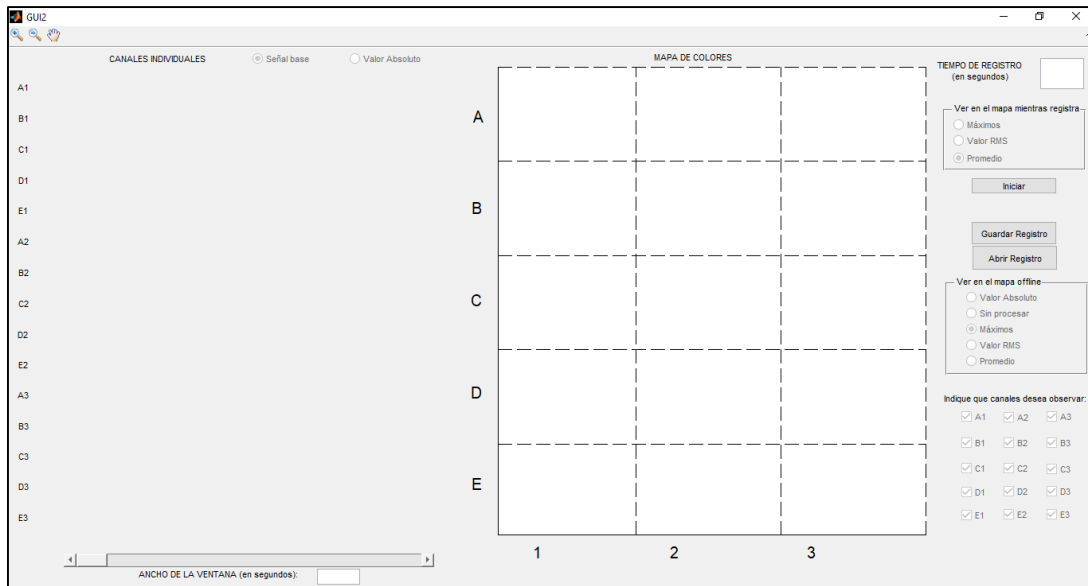 GUI2
CANALES INDIVIDUALES
Señal base
Valor Absoluto
A1
B1
C1
D1
E1
A2
B2
C2
D2
E2
A3
B3
C3
D3
E3
ANCHO DE LA VENTANA (en segundos):
MAPA DE COLORES
A
B
C
D
E
1 2 3
TIEMPO DE REGISTRO
(en segundos)
Ver en el mapa mientras registra
Máximos
Valor RMS
Promedio
Iniciar
Guardar Registro
Abrir Registro
Ver en el mapa offline
Valor Absoluto
Sin procesar
Máximos
Valor RMS
Promedio
Indique que canales desea observar:
A1 A2 A3
B1 B2 B3
C1 C2 C3
D1 D2 D3
E1 E2 E3